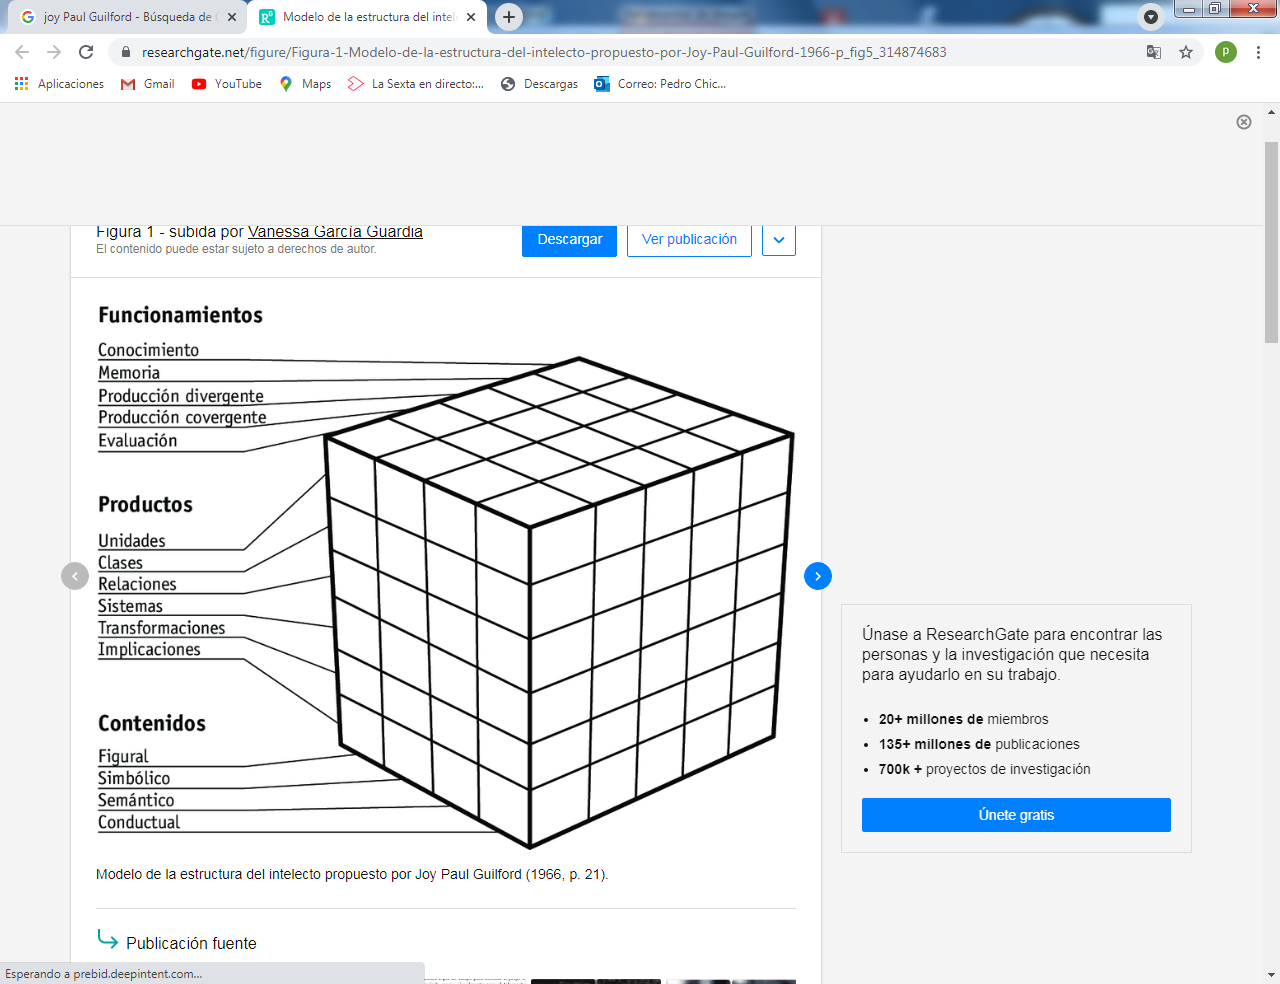 joy Paul Guilford - Búsqueda de
Modelo de la estructura del intele
researchgate.net/figure/Figura-1-Modelo-de-la-estructura-del-intelecto-propuesto-por-Joy-Paul-Guilford-1966-p_fig5_314874683
p
Aplicaciones
Gmail
YouTube
Maps
La Sexta en directo:...
Descargas
Correo: Pedro Chic...
Figura 1 - subida por Vanessa García Guardia
El contenido puede estar sujeto a derechos de autor.
Descargar
Ver publicación
Funcionamientos
Conocimiento
Memoria
Producción divergente
Producción covergente
Evaluación
Productos
Unidades
Clases
Relaciones
Sistemas
Transformaciones
Implicaciones
Contenidos
Figural
Simbólico
Semántico
Conductual
Modelo de la estructura del intelecto propuesto por Joy Paul Guilford (1966, p. 21).
Publicación fuente
Únase a ResearchGate para encontrar las
personas y la investigación que necesita
para ayudarlo en su trabajo.
20+ millones de miembros
135+ millones de publicaciones
700k + proyectos de investigación
Únete gratis
Esperando a prebid.deepintent.com...